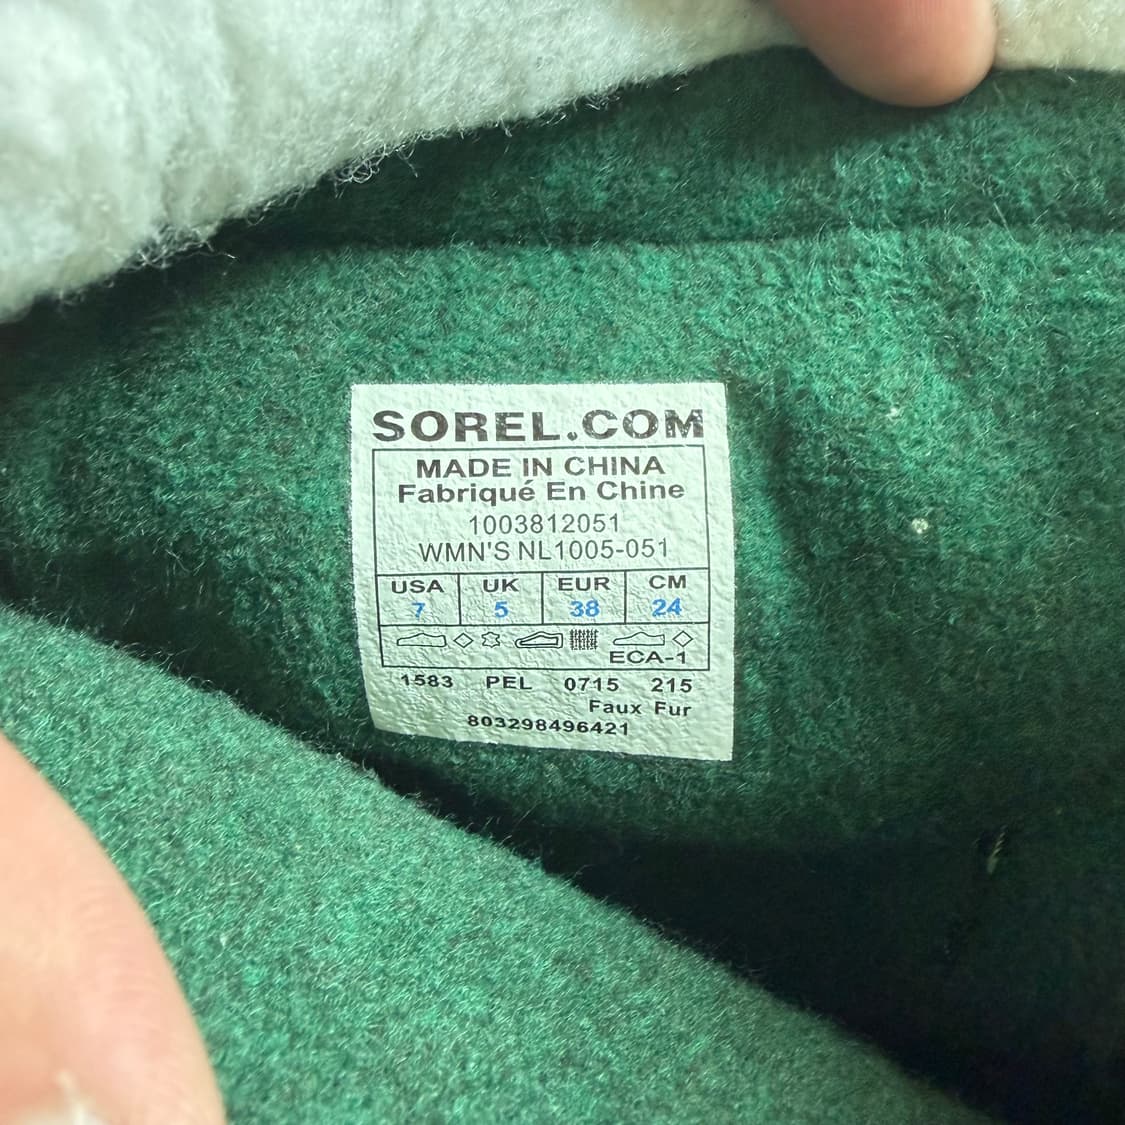 SOREL.COM
MADE IN CHINA
Fabriqué En Chine
1003812051
WMN'S NL1005-051
USA UK EUR CM
7 5 38 24
ECA-1
1583 PEL 0715 215
Faux Fur
803298496421